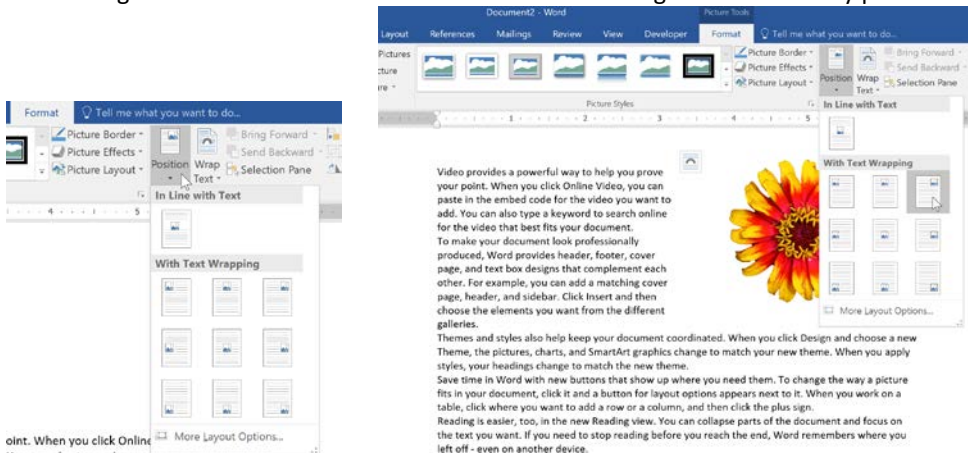 Document2 - Word
Picture Tools
Layout References Mailings Review View Developer Format Tell me what you want to do...
Pictures
Picture Border
Picture Effects
Picture Layout
Position
Wrap Text
Bring Forward
Send Backward
Selection Pane
Picture Styles
In Line with Text
With Text Wrapping
More Layout Options...
Format Tell me what you want to do...
Picture Border
Picture Effects
Picture Layout
Position
Wrap Text
Bring Forward
Send Backward
Selection Pane
In Line with Text
With Text Wrapping
More Layout Options...
oint. When you click Online
Video provides a powerful way to help you prove
your point. When you click Online Video, you can
paste in the embed code for the video you want to
add. You can also type a keyword to search online
for the video that best fits your document.
To make your document look professionally
produced, Word provides header, footer, cover
page, and text box designs that complement each
other. For example, you can add a matching cover
page, header, and sidebar. Click Insert and then
choose the elements you want from the different
galleries.
Themes and styles also help keep your document coordinated. When you click Design and choose a new
Theme, the pictures, charts, and SmartArt graphics change to match your new theme. When you apply
styles, your headings change to match the new theme.
Save time in Word with new buttons that show up where you need them. To change the way a picture
fits in your document, click it and a button for layout options appears next to it. When you work on a
table, click where you want to add a row or a column, and then click the plus sign.
Reading is easier, too, in the new Reading view. You can collapse parts of the document and focus on
the text you want. If you need to stop reading before you reach the end, Word remembers where you
left off - even on another device.